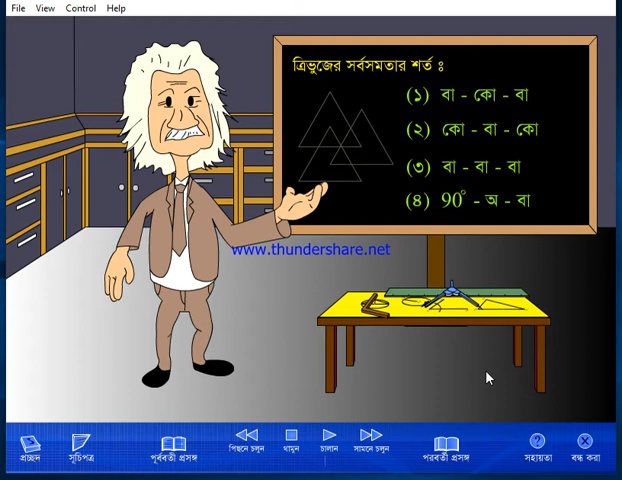 File View Control Help
ত্রিভুজের সর্বসমতার শর্ত ঃ
(১) বা - কো - বা
(২) কো - বা - কো
(৩) বা - বা - বা
(৪) 90° - অ - বা
www.thundershare.net
প্রচ্ছদ
সূচিপত্র
পূর্ববর্তী প্রসঙ্গ
পিছনে চলুন
থামুন
চালান
সামনে চলুন
পরবর্তী প্রসঙ্গ
সহায়তা
বন্ধ করা